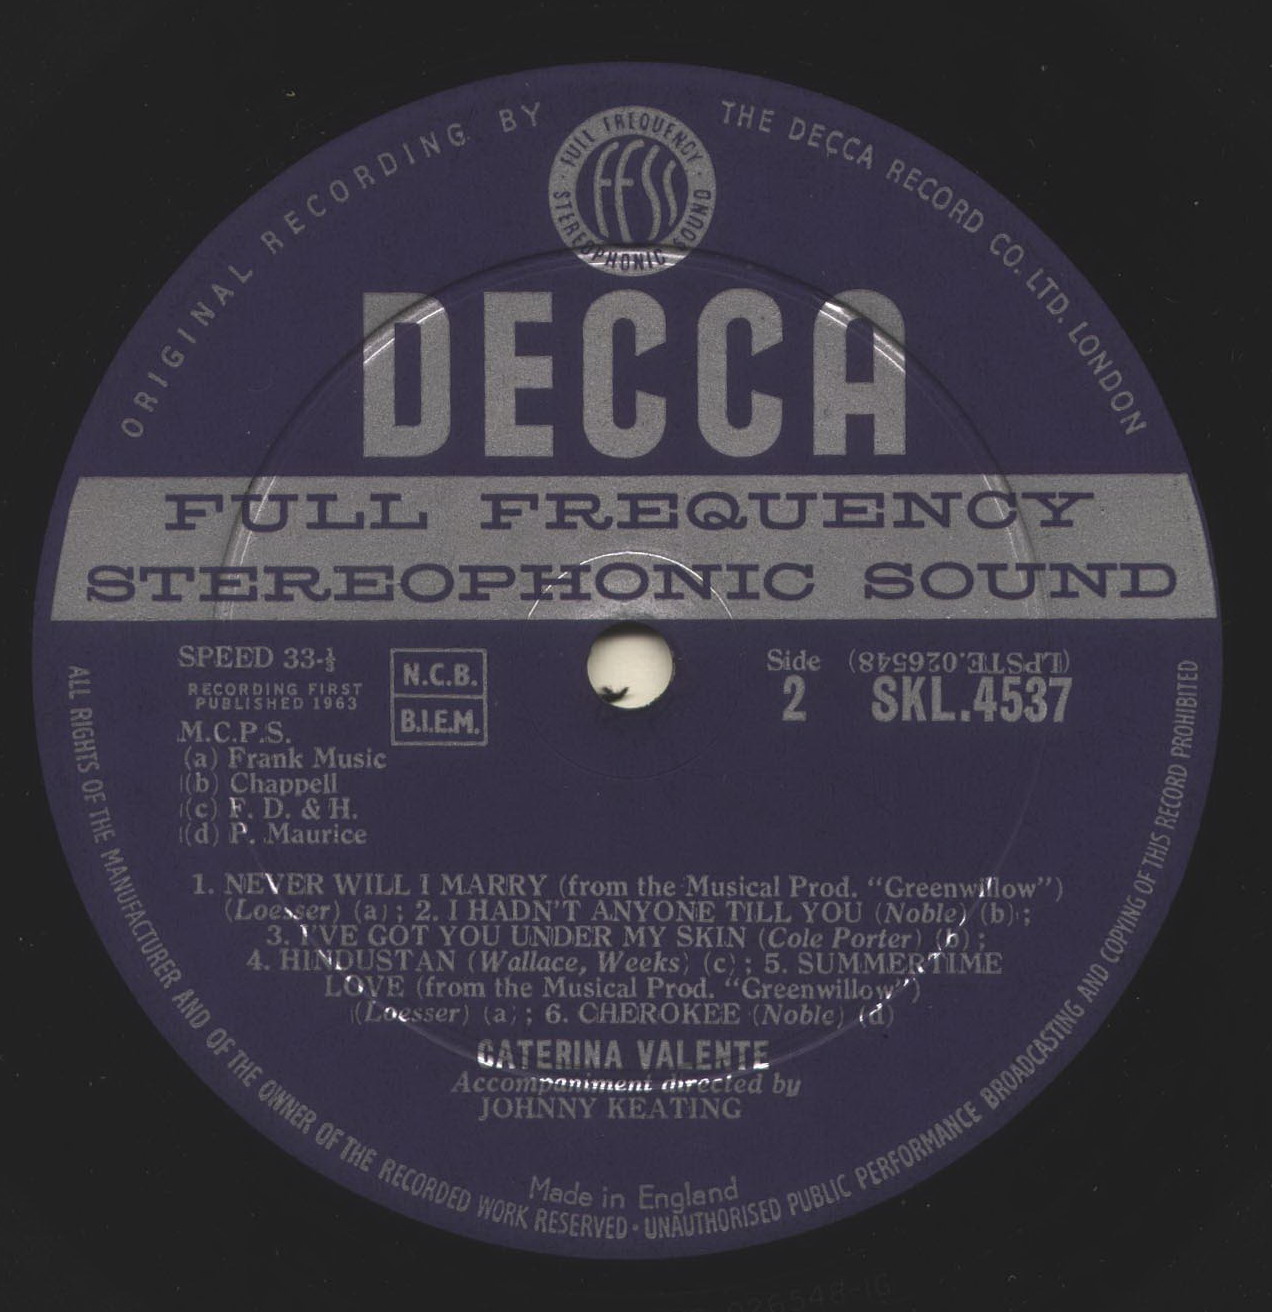 ORIGINAL RECORDING BY
THE DECCA RECORD CO. LTD. LONDON
FULL FREQUENCY
FFSS
STEREOPHONIC SOUND
DECCA
FULL FREQUENCY
STEREOPHONIC SOUND
SPEED 33-⅓
RECORDING FIRST
PUBLISHED 1963
N.C.B.
B.I.E.M.
Side
2
(LPSTE.026548)
SKL.4537
M.C.P.S.
(a) Frank Music
(b) Chappell
(c) F. D. & H.
(d) P. Maurice
1. NEVER WILL I MARRY (from the Musical Prod. “Greenwillow”)
(Loesser) (a); 2. I HADN'T ANYONE TILL YOU (Noble) (b);
3. I'VE GOT YOU UNDER MY SKIN (Cole Porter) (b);
4. HINDUSTAN (Wallace, Weeks) (c); 5. SUMMERTIME
LOVE (from the Musical Prod. “Greenwillow”)
(Loesser) (a); 6. CHEROKEE (Noble) (d)
CATERINA VALENTE
Accompaniment directed by
JOHNNY KEATING
Made in England
ALL RIGHTS OF THE MANUFACTURER AND OF THE OWNER OF THE RECORDED WORK RESERVED · UNAUTHORISED PUBLIC PERFORMANCE BROADCASTING AND COPYING OF THIS RECORD PROHIBITED